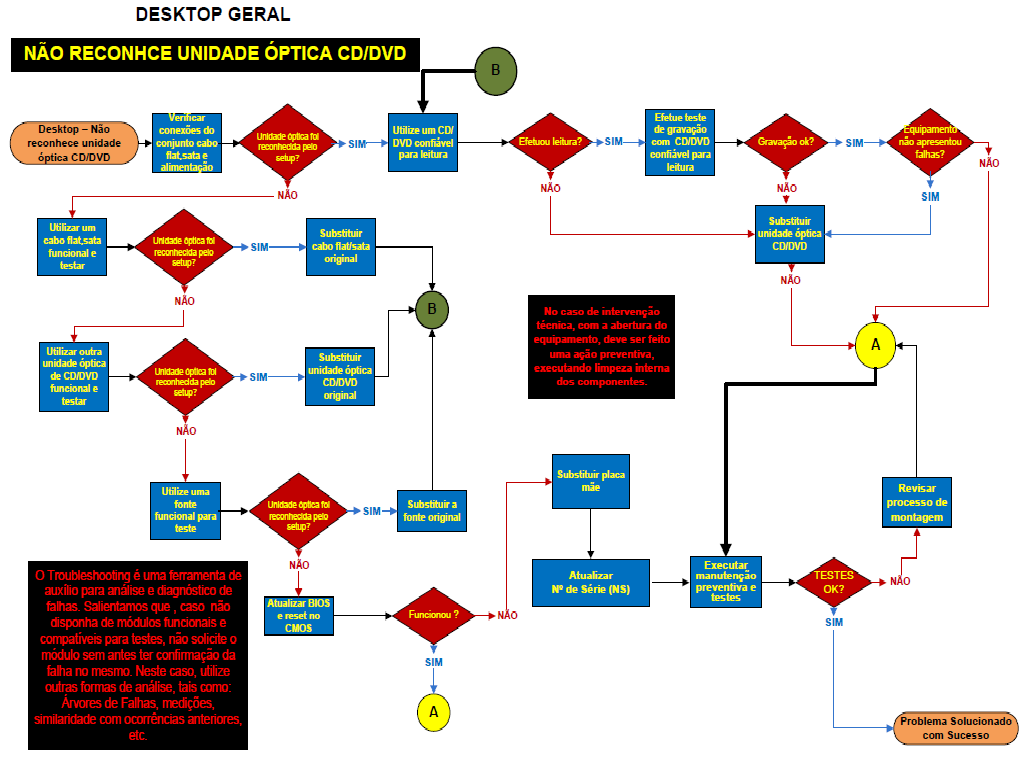 DESKTOP GERAL
NÃO RECONHCE UNIDADE ÓPTICA CD/DVD
B
Desktop – Não
reconhece unidade
óptica CD/DVD
Verificar
conexões do
conjunto cabo
flat,sata e
alimentação
Unidade óptica foi
reconhecida pelo
setup?
SIM
NÃO
Utilize um CD/
DVD confiável
para leitura
Efetuou leitura?
SIM
NÃO
Efetue teste
de gravação
com CD/DVD
confiável para
leitura
Gravação ok?
SIM
NÃO
Equipamento
não apresentou
falhas?
NÃO
SIM
Substituir
unidade óptica
CD/DVD
NÃO
A
Utilizar um
cabo flat,sata
funcional e
testar
Unidade óptica foi
reconhecida pelo
setup?
SIM
NÃO
Substituir
cabo flat/sata
original
B
Utilizar outra
unidade óptica
de CD/DVD
funcional e
testar
Unidade óptica foi
reconhecida pelo
setup?
SIM
NÃO
Substituir
unidade óptica
CD/DVD
original
No caso de intervenção
técnica, com a abertura do
equipamento, deve ser feito
uma ação preventiva,
executando limpeza interna
dos componentes.
Utilize uma
fonte
funcional para
teste
Unidade óptica foi
reconhecida pelo
setup?
SIM
NÃO
Substituir a
fonte original
Substituir placa
mãe
Revisar
processo de
montagem
O Troubleshooting é uma ferramenta de
auxílio para análise e diagnóstico de
falhas. Salientamos que , caso não
disponha de módulos funcionais e
compatíveis para testes, não solicite o
módulo sem antes ter confirmação da
falha no mesmo. Neste caso, utilize
outras formas de análise, tais como:
Árvores de Falhas, medições,
similaridade com ocorrências anteriores,
etc.
Atualizar BIOS
e reset no
CMOS
Funcionou ?
NÃO
SIM
A
Atualizar
Nº de Série (NS)
Executar
manutenção
preventiva e
testes
TESTES
OK?
NÃO
SIM
Problema Solucionado
com Sucesso